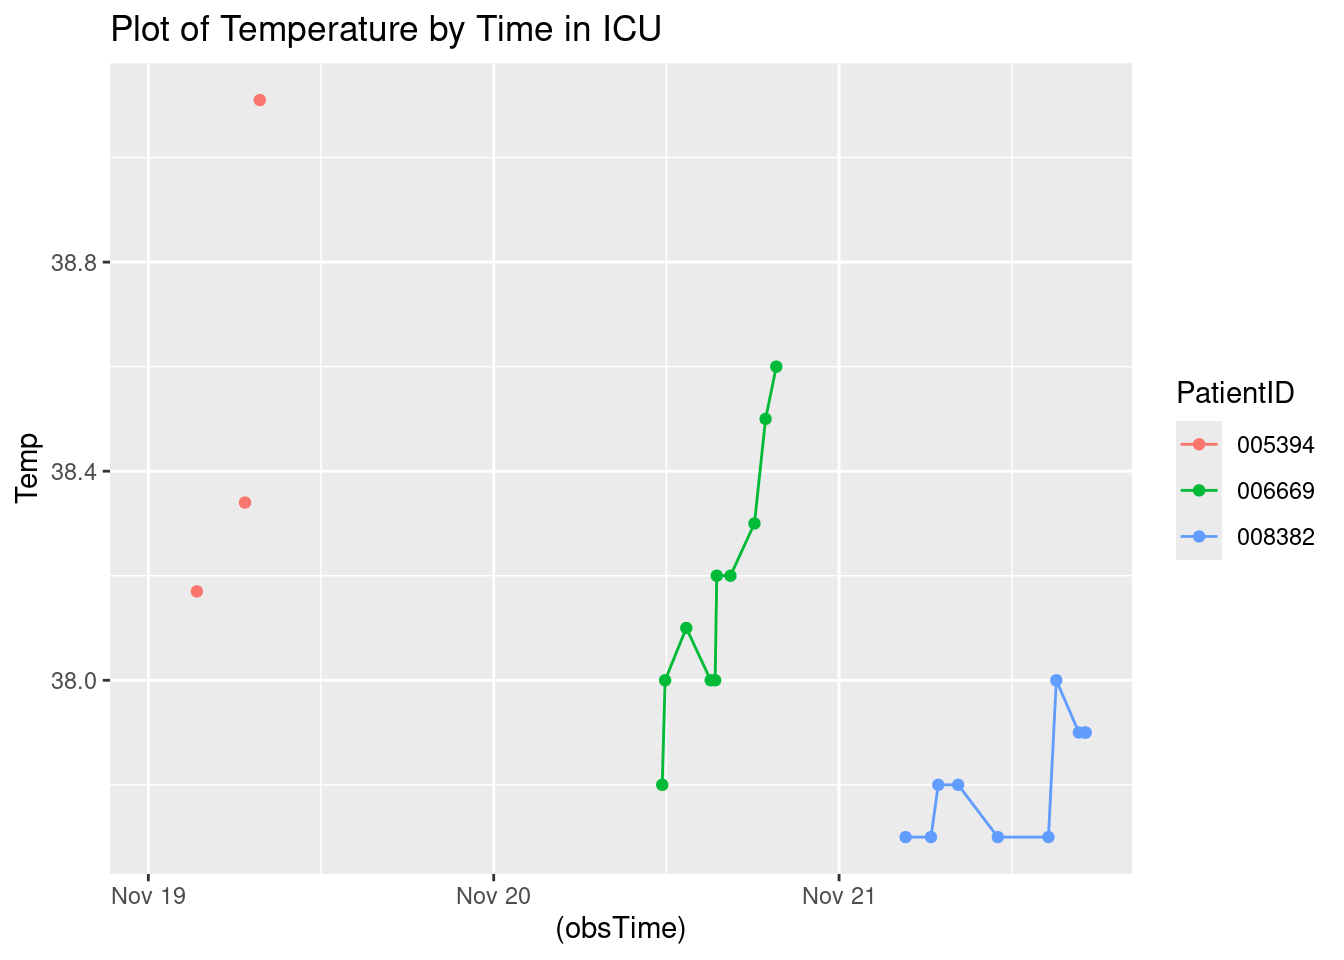 Plot of Temperature by Time in ICU
Temp
38.8
38.4
38.0
Nov 19
Nov 20
Nov 21
(obsTime)
PatientID
005394
006669
008382